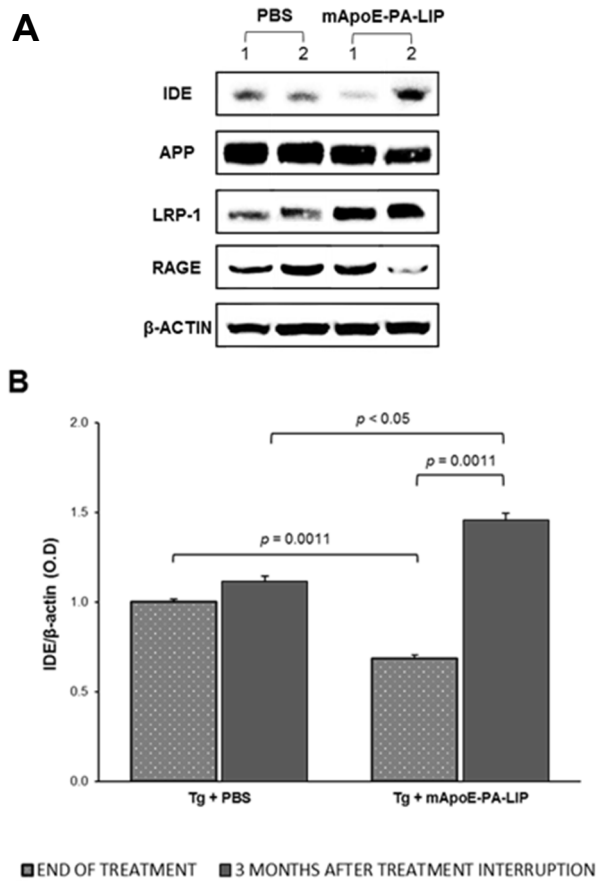 A
PBS mApoE-PA-LIP
1 2 1 2
IDE
APP
LRP-1
RAGE
β-ACTIN
B
2.0
1.5
1.0
0.5
0.0
IDE/β-actin (O.D)
p < 0.05
p = 0.0011
p = 0.0011
Tg + PBS Tg + mApoE-PA-LIP
END OF TREATMENT 3 MONTHS AFTER TREATMENT INTERRUPTION